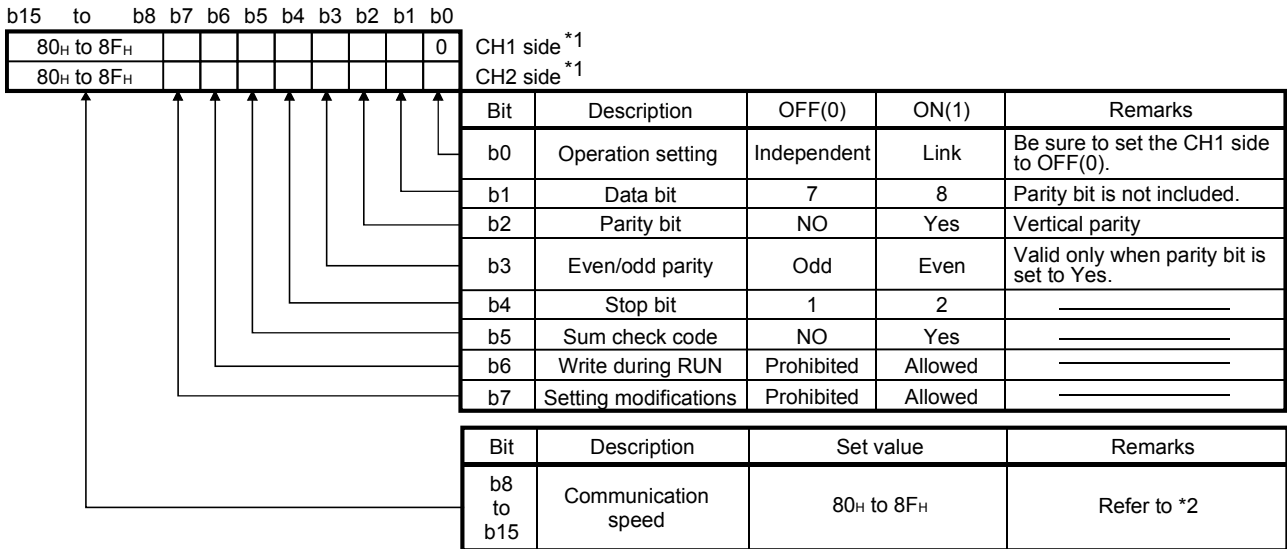 b15 to b8 b7 b6 b5 b4 b3 b2 b1 b0
80H to 8FH 0 CH1 side *1
80H to 8FH CH2 side *1
Bit Description OFF(0) ON(1) Remarks
b0 Operation setting Independent Link Be sure to set the CH1 side to OFF(0).
b1 Data bit 7 8 Parity bit is not included.
b2 Parity bit NO Yes Vertical parity
b3 Even/odd parity Odd Even Valid only when parity bit is set to Yes.
b4 Stop bit 1 2
b5 Sum check code NO Yes
b6 Write during RUN Prohibited Allowed
b7 Setting modifications Prohibited Allowed
Bit Description Set value Remarks
b8 to b15 Communication speed 80H to 8FH Refer to *2